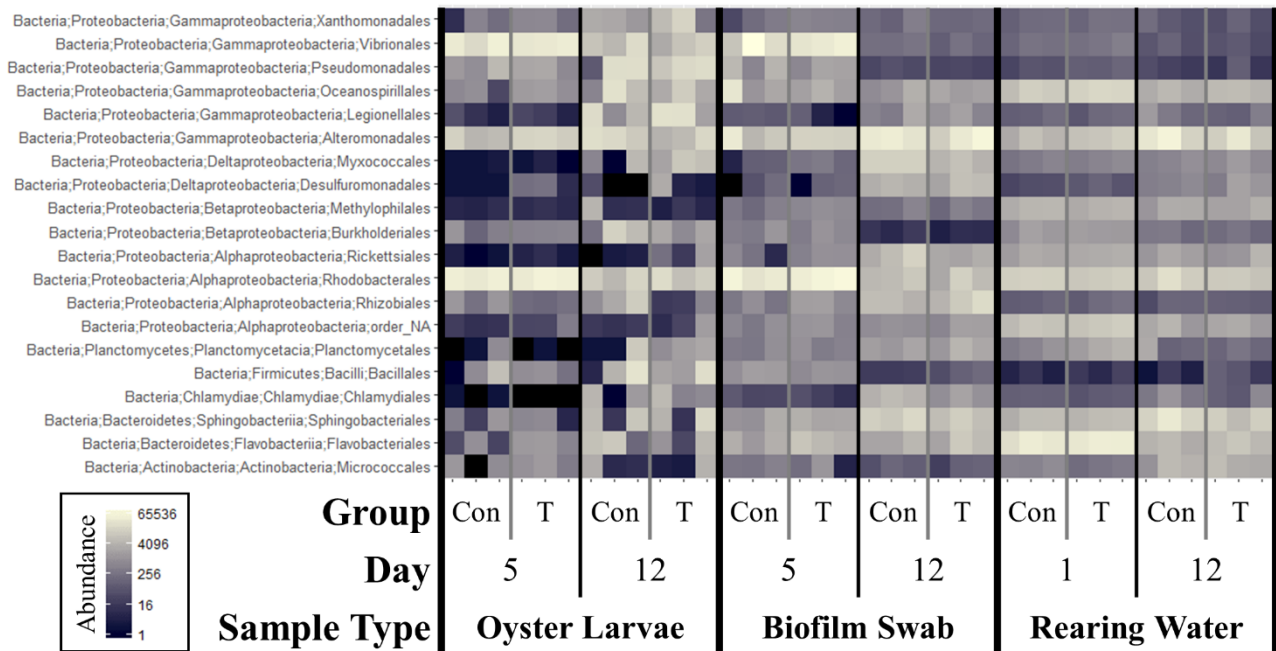 Bacteria;Proteobacteria;Gammaproteobacteria;Xanthomonadales
Bacteria;Proteobacteria;Gammaproteobacteria;Vibrionales
Bacteria;Proteobacteria;Gammaproteobacteria;Pseudomonadales
Bacteria;Proteobacteria;Gammaproteobacteria;Oceanospirillales
Bacteria;Proteobacteria;Gammaproteobacteria;Legionellales
Bacteria;Proteobacteria;Gammaproteobacteria;Alteromonadales
Bacteria;Proteobacteria;Deltaproteobacteria;Myxococcales
Bacteria;Proteobacteria;Deltaproteobacteria;Desulfuromonadales
Bacteria;Proteobacteria;Betaproteobacteria;Methylophilales
Bacteria;Proteobacteria;Betaproteobacteria;Burkholderiales
Bacteria;Proteobacteria;Alphaproteobacteria;Rickettsiales
Bacteria;Proteobacteria;Alphaproteobacteria;Rhodobacterales
Bacteria;Proteobacteria;Alphaproteobacteria;Rhizobiales
Bacteria;Proteobacteria;Alphaproteobacteria;order_NA
Bacteria;Planctomycetes;Planctomycetacia;Planctomycetales
Bacteria;Firmicutes;Bacilli;Bacillales
Bacteria;Chlamydiae;Chlamydiae;Chlamydiales
Bacteria;Bacteroidetes;Sphingobacteriia;Sphingobacteriales
Bacteria;Bacteroidetes;Flavobacteriia;Flavobacteriales
Bacteria;Actinobacteria;Actinobacteria;Micrococcales
Group Con T Con T Con T Con T Con T Con T
Day 5 12 5 12 1 12
Sample Type Oyster Larvae Biofilm Swab Rearing Water
Abundance
65536
4096
256
16
1